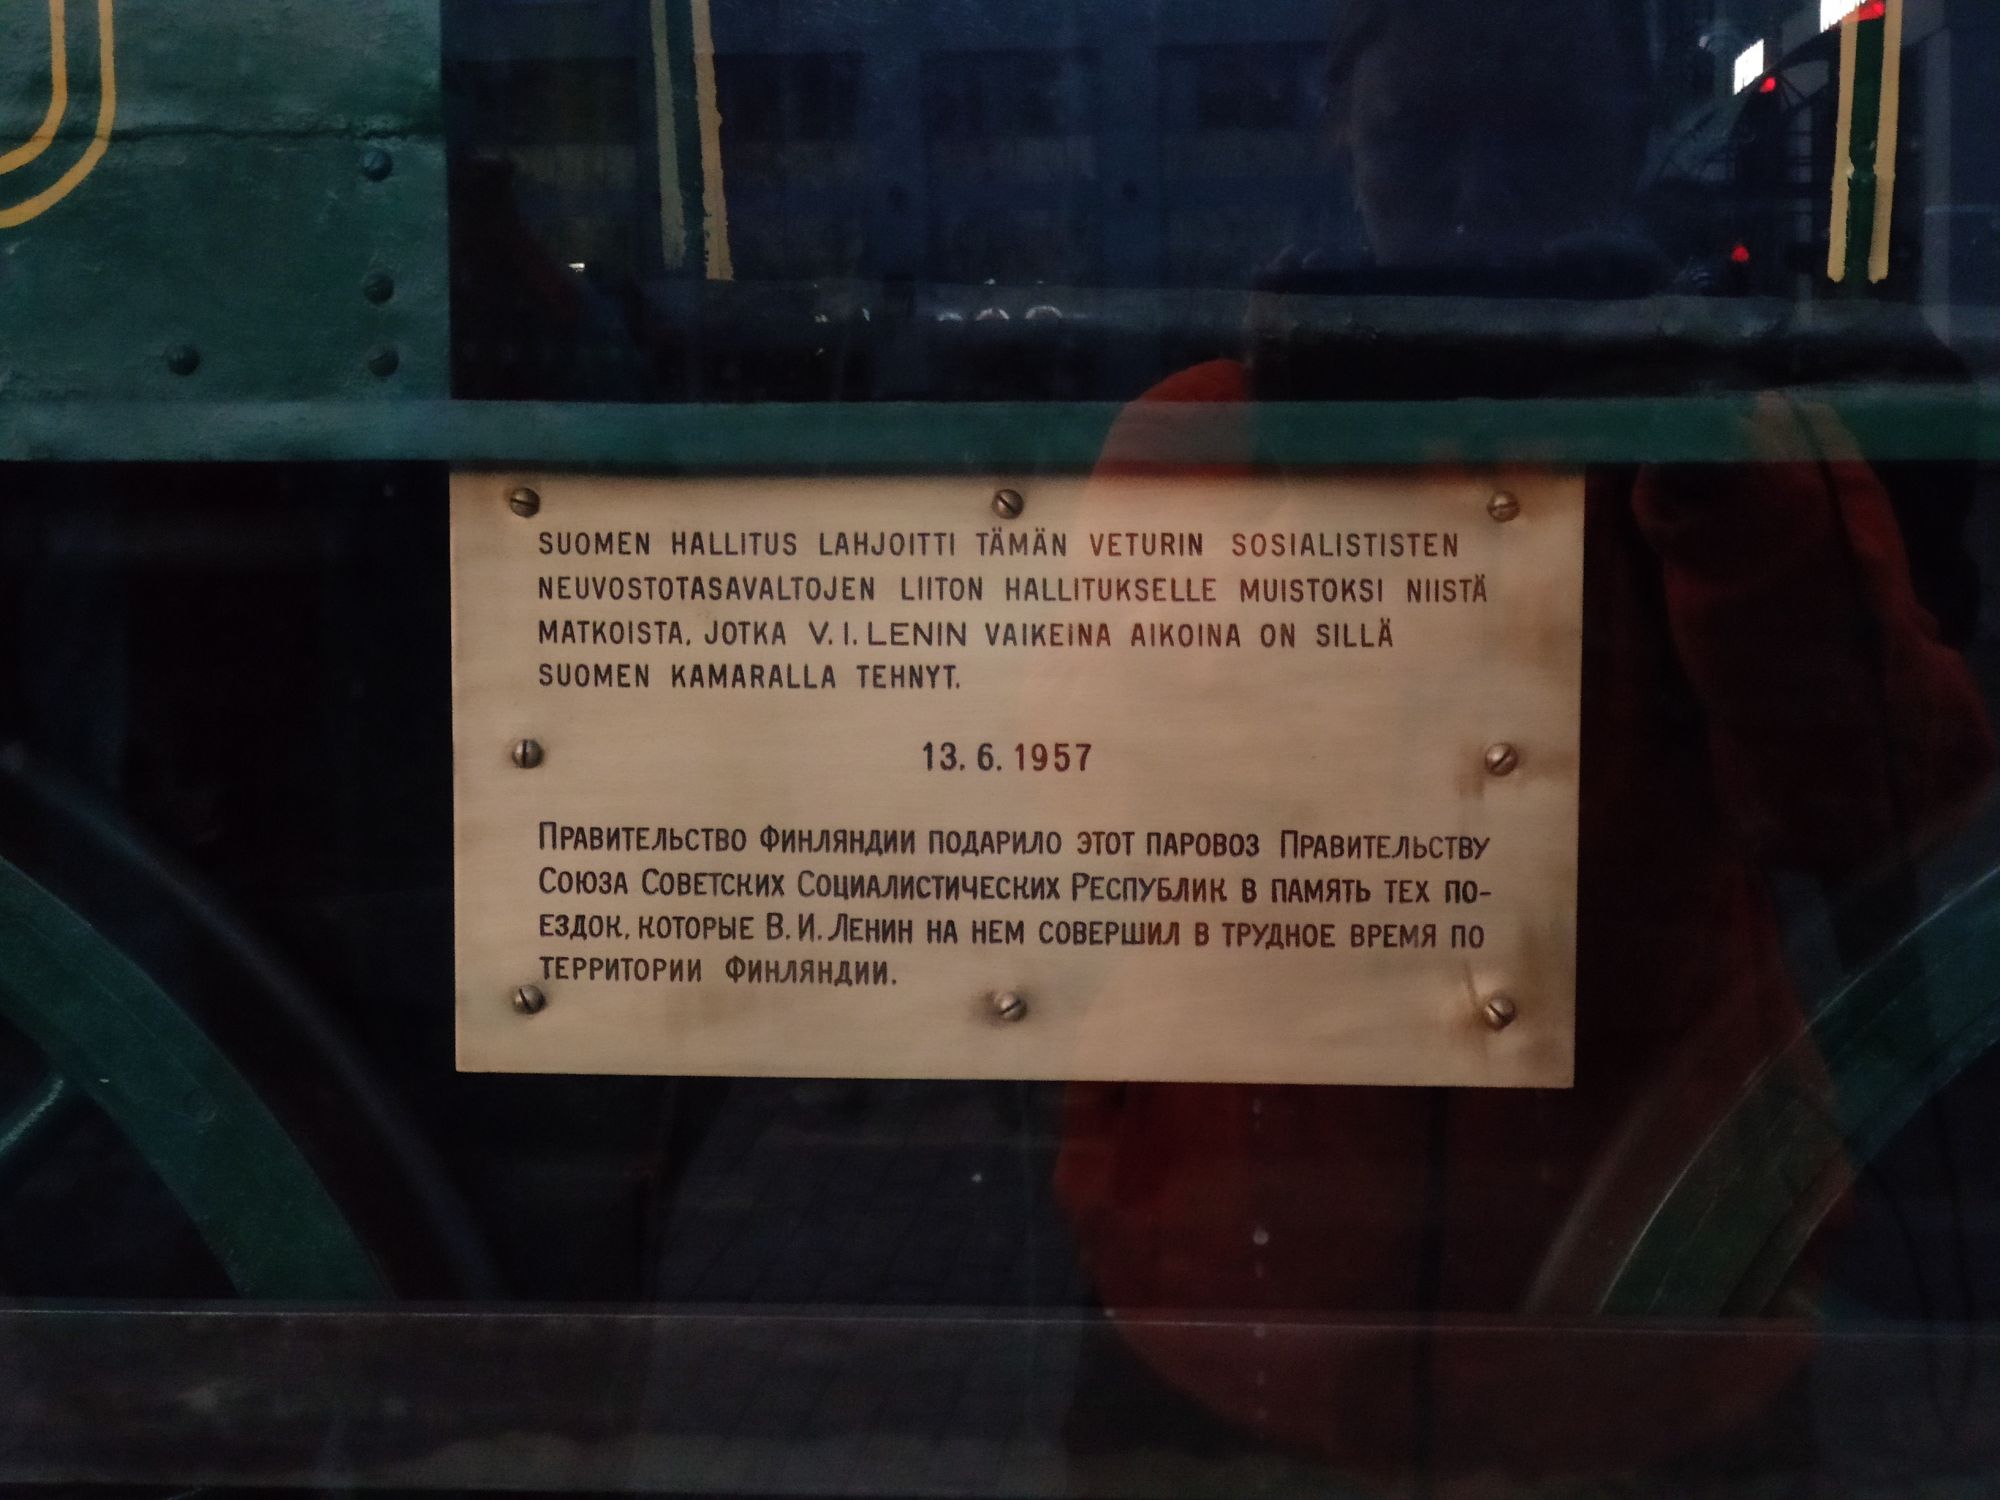 SUOMEN HALLITUS LAHJOITTI TÄMÄN VETURIN SOSIALISTISTEN
NEUVOSTOTASAVALTOJEN LIITON HALLITUKSELLE MUISTOKSI NIISTÄ
MATKOISTA, JOTKA V. I. LENIN VAIKEINA AIKOINA ON SILLÄ
SUOMEN KAMARALLA TEHNYT.
13. 6. 1957
ПРАВИТЕЛЬСТВО ФИНЛЯНДИИ ПОДАРИЛО ЭТОТ ПАРОВОЗ ПРАВИТЕЛЬСТВУ
СОЮЗА СОВЕТСКИХ СОЦИАЛИСТИЧЕСКИХ РЕСПУБЛИК В ПАМЯТЬ ТЕХ ПО-
ЕЗДОК, КОТОРЫЕ В. И. ЛЕНИН НА НЕМ СОВЕРШИЛ В ТРУДНОЕ ВРЕМЯ ПО
ТЕРРИТОРИИ ФИНЛЯНДИИ.